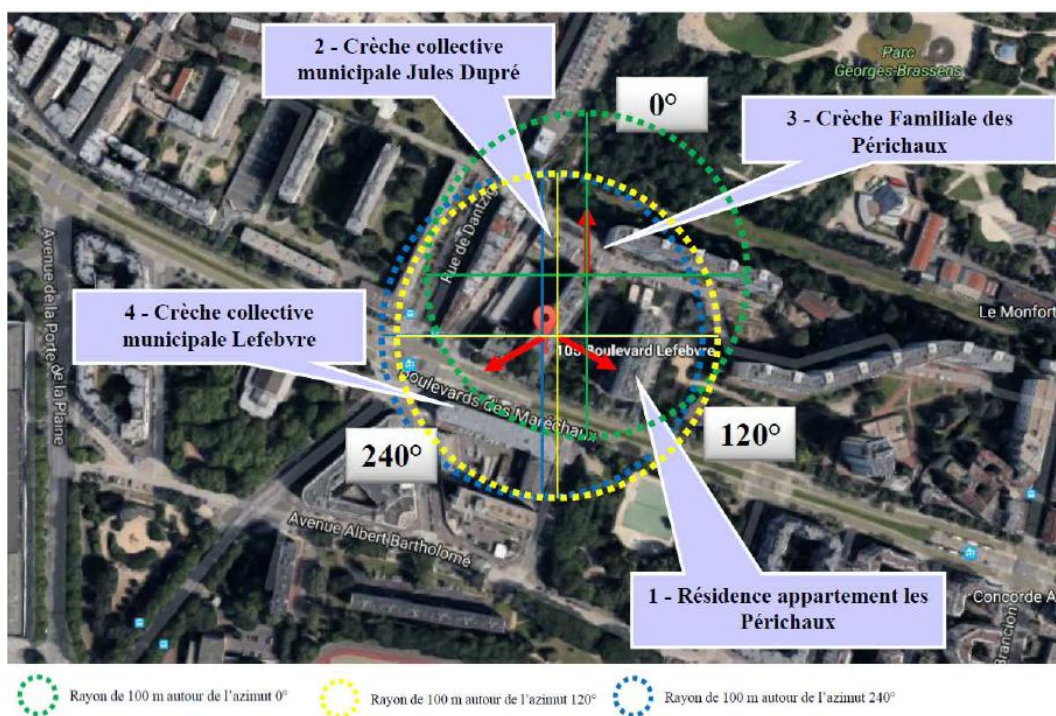 Parc
Georges-Brassens
2 - Crèche collective
municipale Jules Dupré
0°
3 - Crèche Familiale des
Périchaux
Rue de Dantzig
Avenue de la Porte de la Plaine
4 - Crèche collective
municipale Lefebvre
Le Monfort
105 Boulevard Lefebvre
Boulevards des Maréchaux
120°
240°
Avenue Albert Bartholomé
1 - Résidence appartement les
Périchaux
Concorde A
Brancion
Rayon de 100 m autour de l'azimut 0°
Rayon de 100 m autour de l'azimut 120°
Rayon de 100 m autour de l'azimut 240°